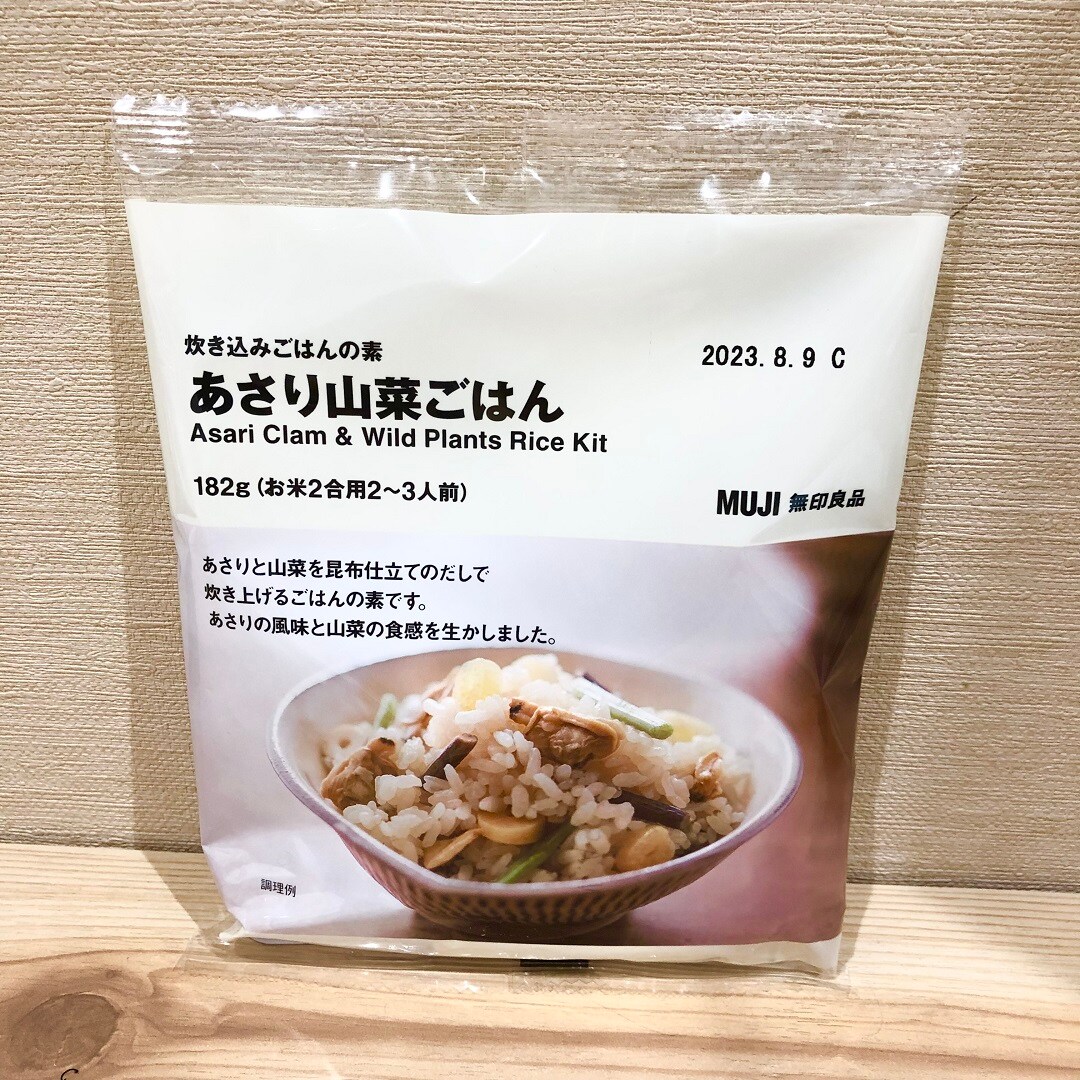 炊き込みごはんの素
あさり山菜ごはん
Asari Clam & Wild Plants Rice Kit
182g (お米2合用2〜3人前)
2023. 8. 9 C
MUJI 無印良品
あさりと山菜を昆布仕立てのだしで
炊き上げるごはんの素です。
あさりの風味と山菜の食感を生かしました。
調理例